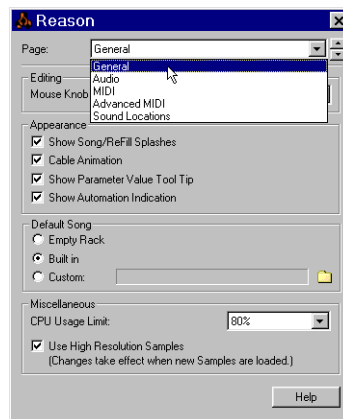 Reason
Page: General
General
Audio
MIDI
Advanced MIDI
Sound Locations
Editing
Mouse Knob
Appearance
Show Song/ReFill Splashes
Cable Animation
Show Parameter Value Tool Tip
Show Automation Indication
Default Song
Empty Rack
Built in
Custom:
Miscellaneous
CPU Usage Limit: 80%
Use High Resolution Samples
(Changes take effect when new Samples are loaded.)
Help